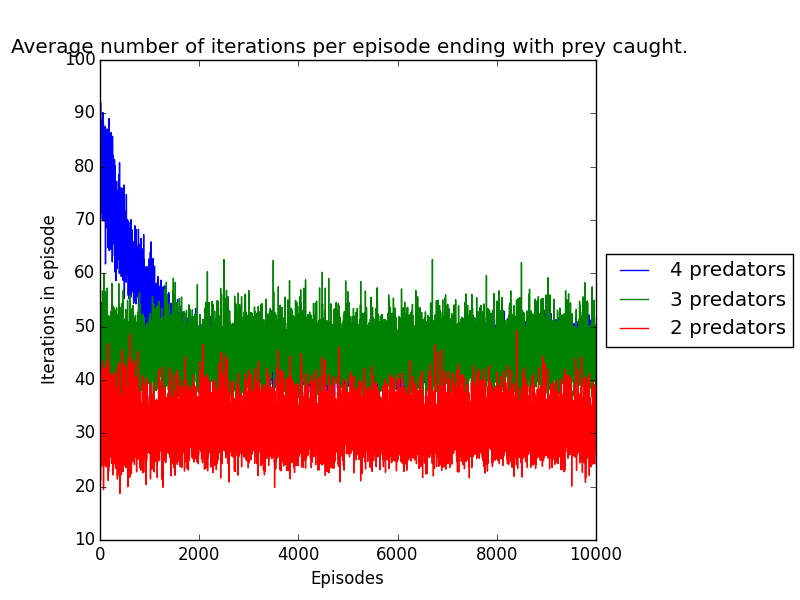 Average number of iterations per episode ending with prey caught.
100
90
80
70
60
50
40
30
20
10
Iterations in episode
0 2000 4000 6000 8000 10000
Episodes
4 predators
3 predators
2 predators